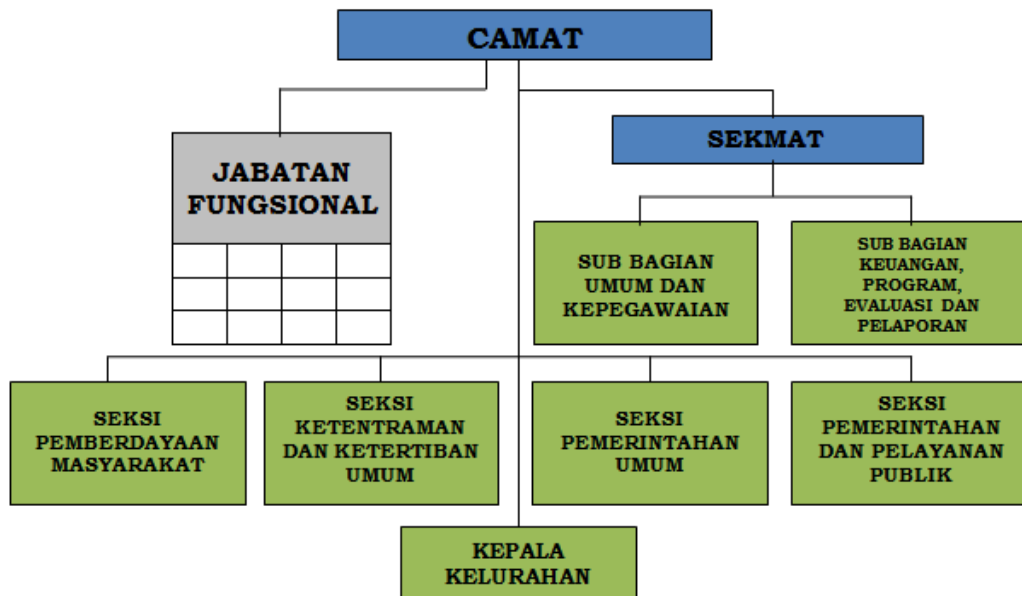 CAMAT
JABATAN
FUNGSIONAL
SEKMAT
SUB BAGIAN
UMUM DAN
KEPEGAWAIAN
SUB BAGIAN
KEUANGAN,
PROGRAM,
EVALUASI DAN
PELAPORAN
SEKSI
PEMBERDAYAAN
MASYARAKAT
SEKSI
KETENTRAMAN
DAN KETERTIBAN
UMUM
SEKSI
PEMERINTAHAN
UMUM
SEKSI
PEMERINTAHAN
DAN PELAYANAN
PUBLIK
KEPALA
KELURAHAN